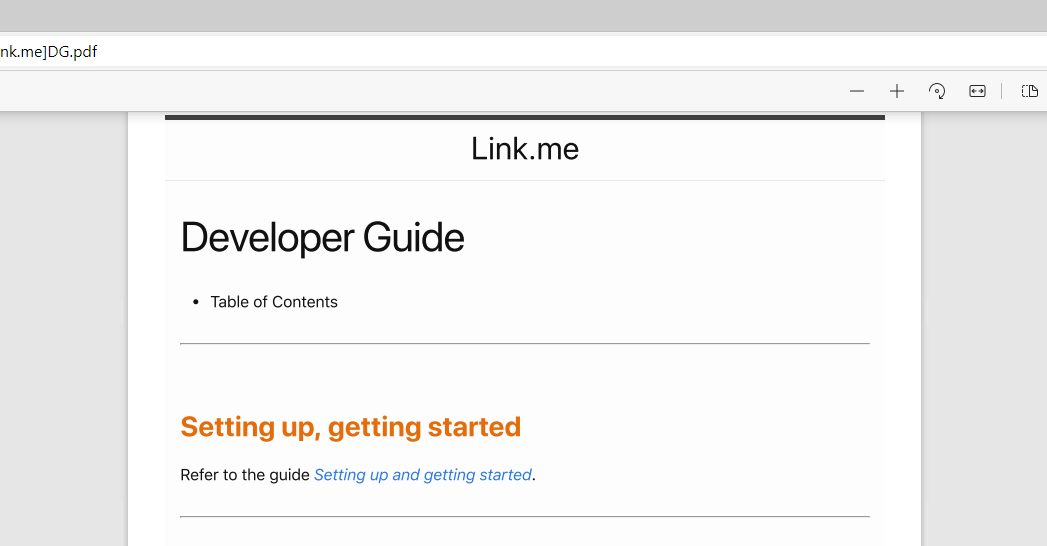 nk.me]DG.pdf
Link.me
Developer Guide
• Table of Contents
Setting up, getting started
Refer to the guide Setting up and getting started.